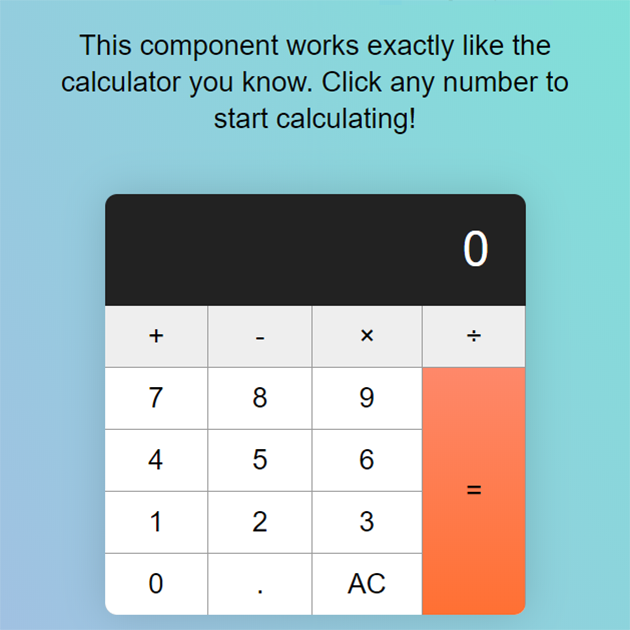 This component works exactly like the
calculator you know. Click any number to
start calculating!
0
+ - × ÷
7 8 9
4 5 6 =
1 2 3
0 . AC